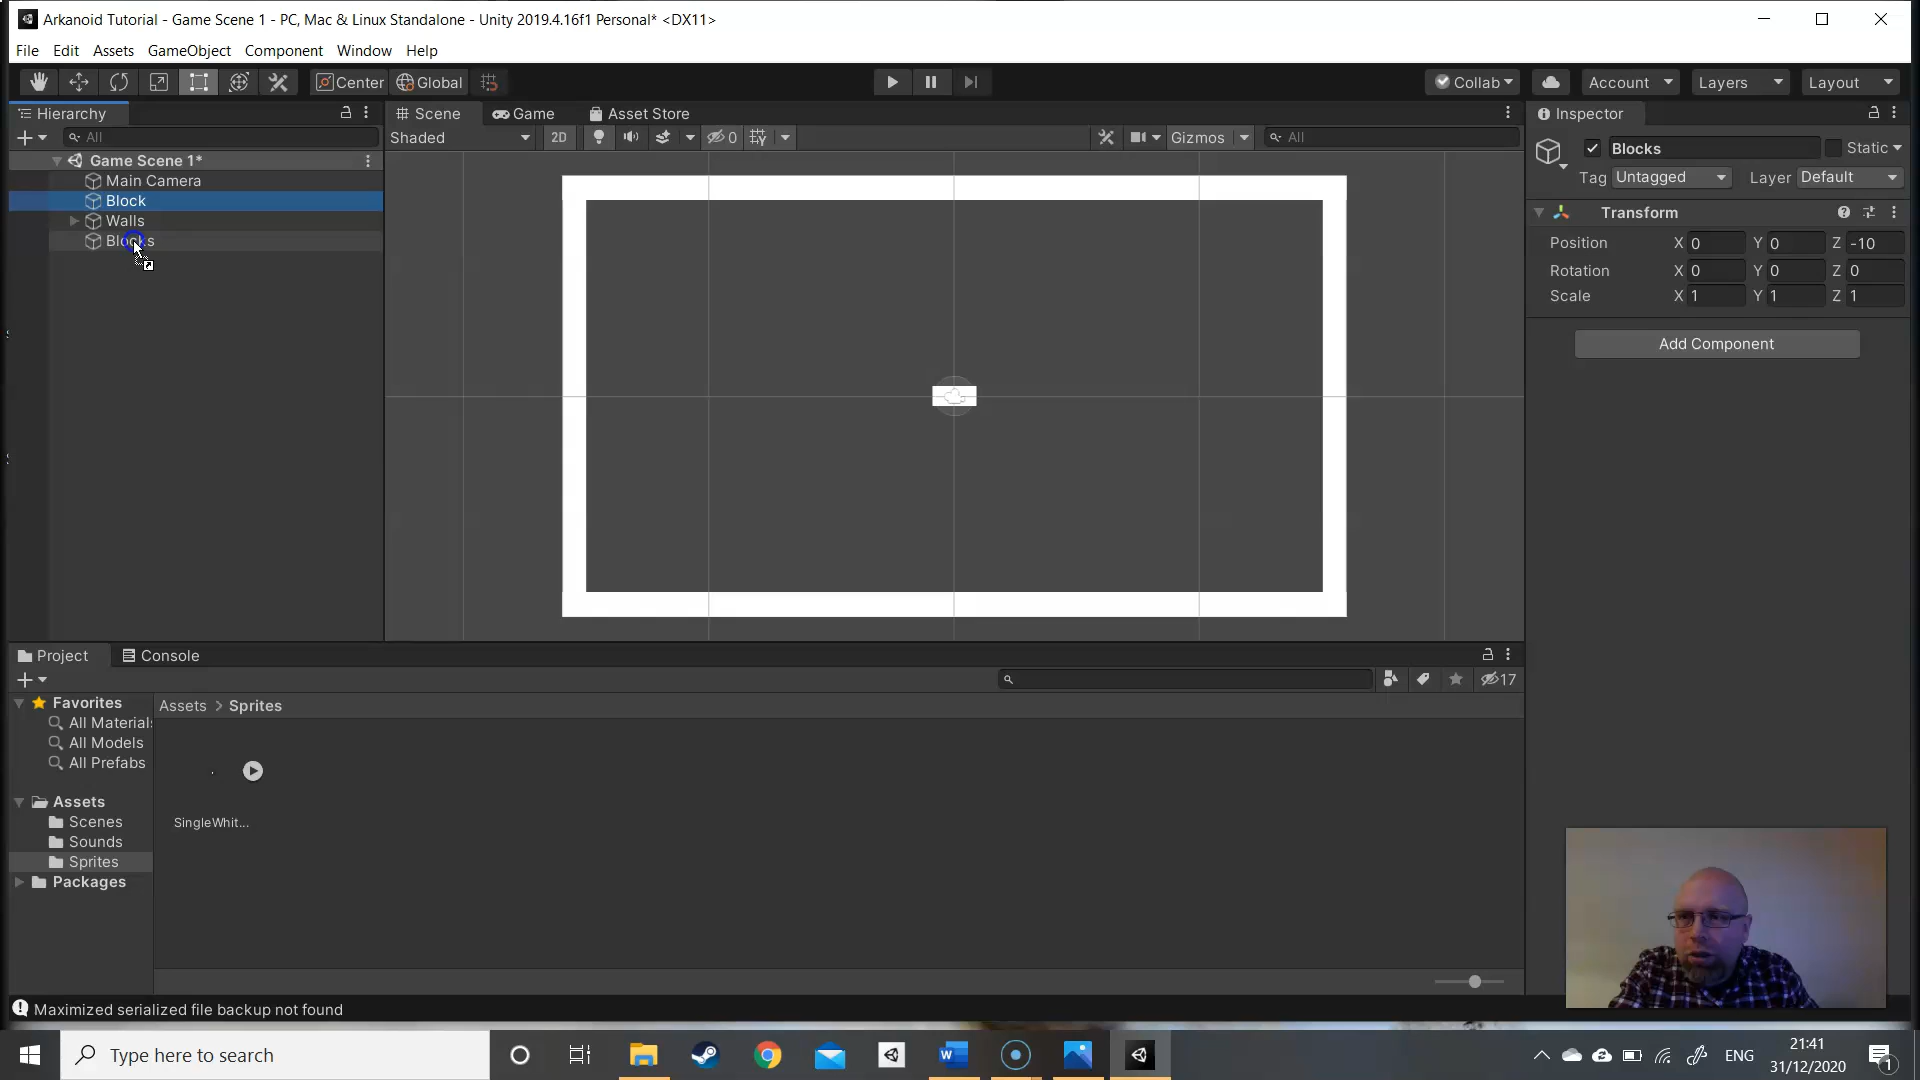 Arkanoid Tutorial - Game Scene 1 - PC, Mac & Linux Standalone - Unity 2019.4.16f1 Personal* <DX11>
File Edit Assets GameObject Component Window Help
Center Global Collab Account Layers Layout
Hierarchy
All
Game Scene 1*
Main Camera
Block
Walls
Blocks
Scene Game Asset Store
Shaded 2D 0 Gizmos All
Inspector
Blocks Static
Tag Untagged Layer Default
Transform
Position X 0 Y 0 Z -10
Rotation X 0 Y 0 Z 0
Scale X 1 Y 1 Z 1
Add Component
Project Console
17
Favorites
All Materials
All Models
All Prefabs
Assets
Scenes
Sounds
Sprites
Packages
Assets > Sprites
SingleWhit...
Maximized serialized file backup not found
Type here to search
ENG
21:41
31/12/2020
1